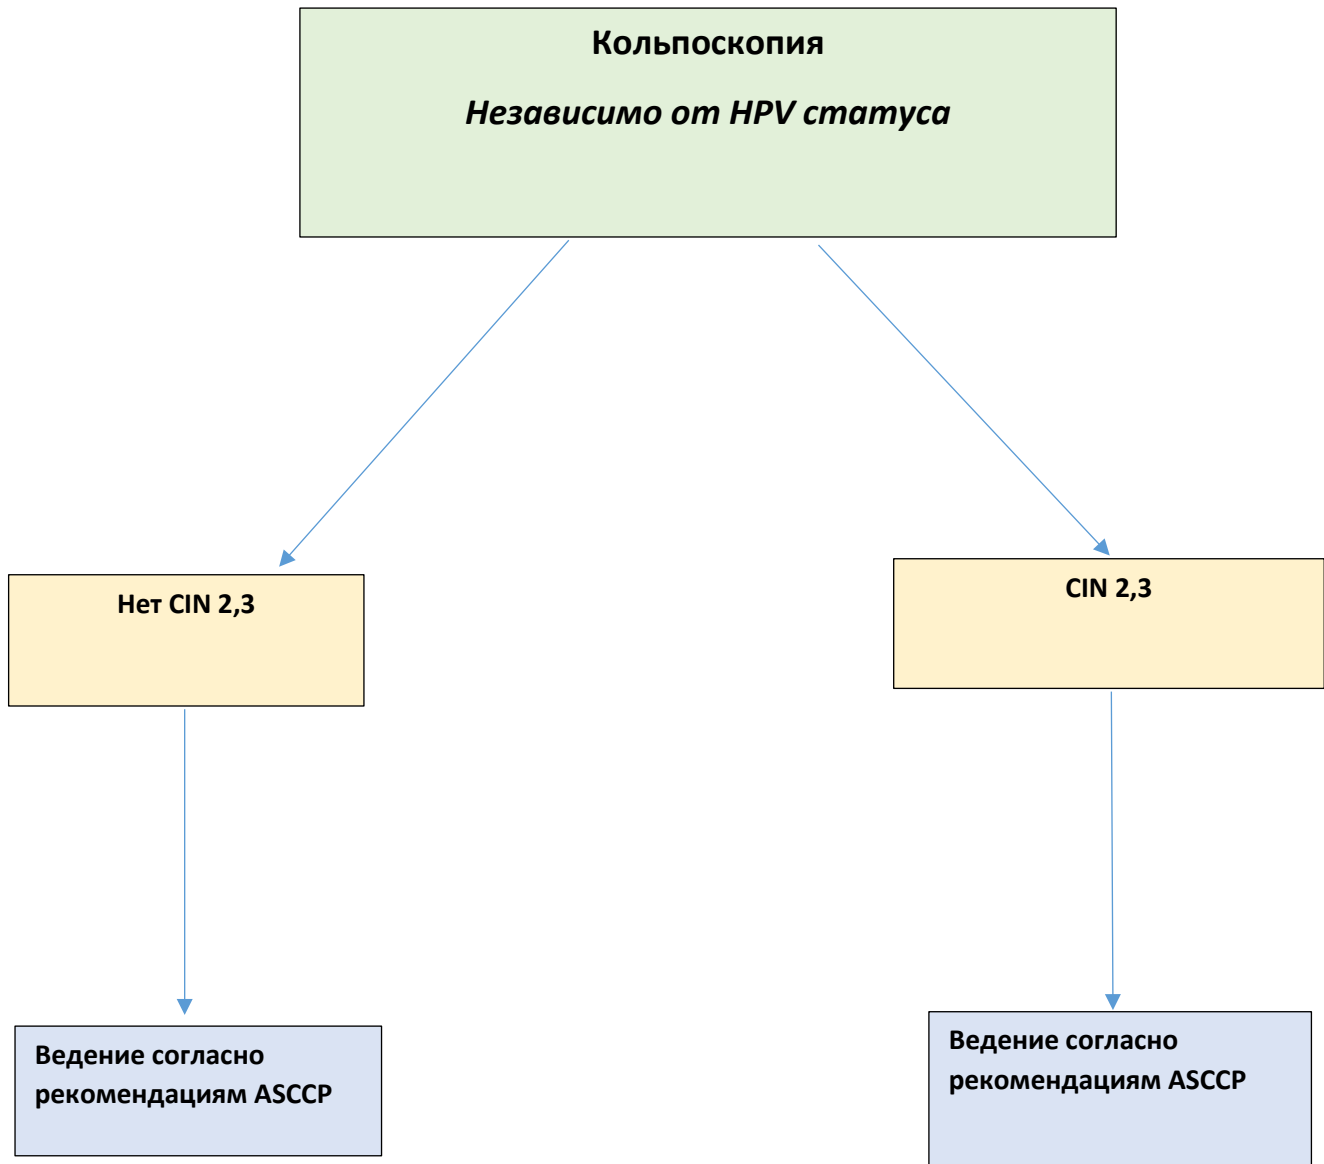 Кольпоскопия
Независимо от HPV статуса
Нет CIN 2,3
CIN 2,3
Ведение согласно
рекомендациям ASCCP
Ведение согласно
рекомендациям ASCCP